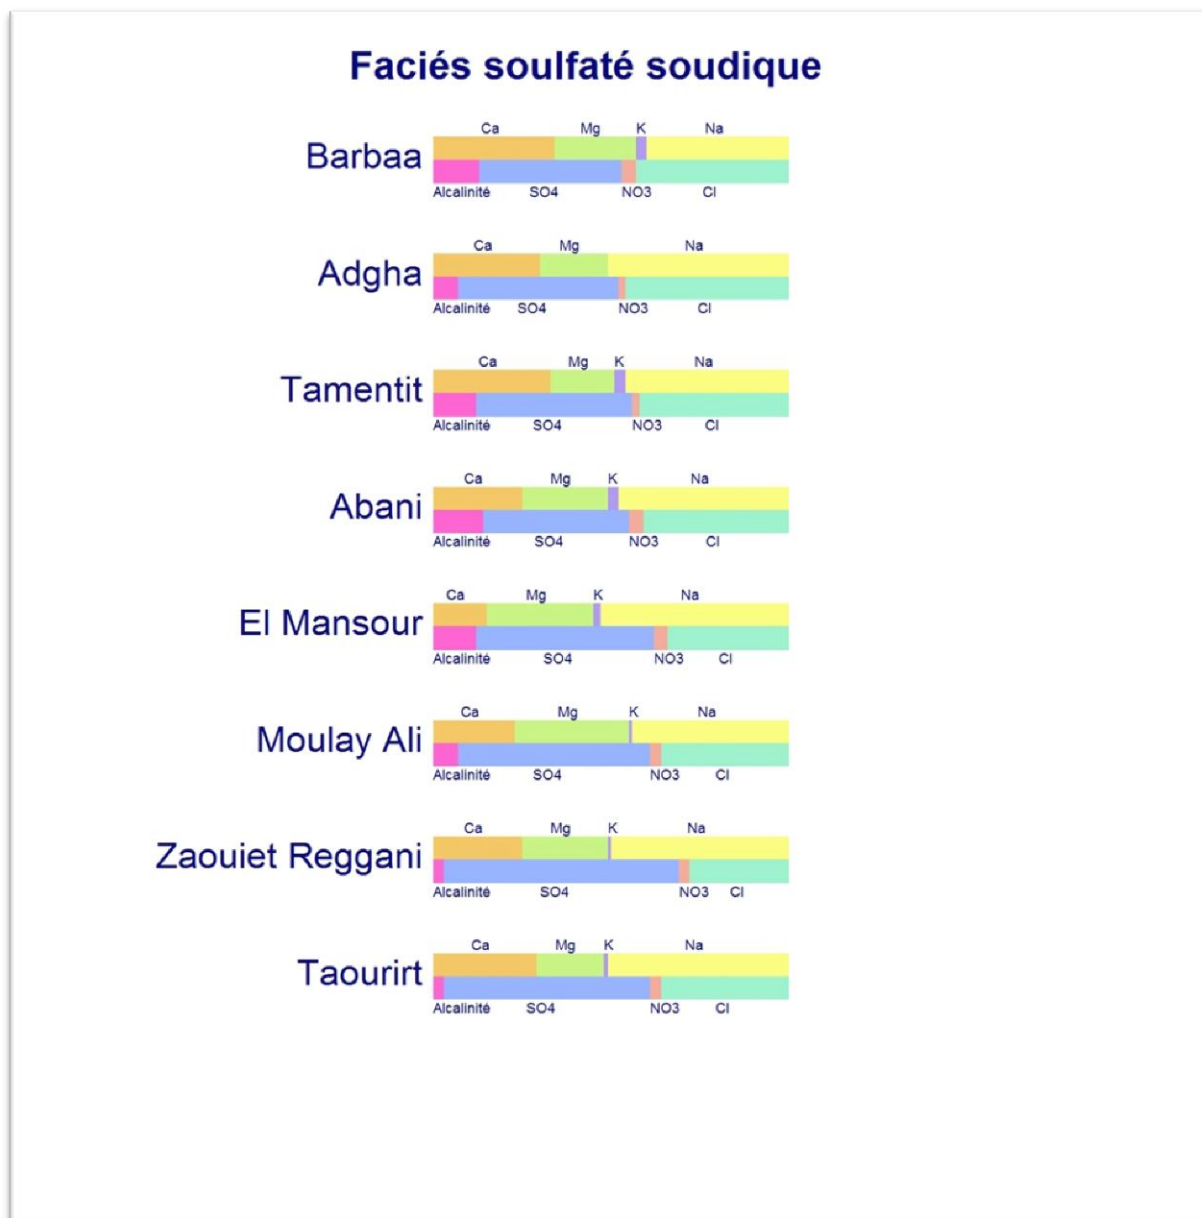 Faciés soulfaté soudique
Ca Mg K Na
Barbaa
Alcalinité SO4 NO3 Cl
Ca Mg Na
Adgha
Alcalinité SO4 NO3 Cl
Ca Mg K Na
Tamentit
Alcalinité SO4 NO3 Cl
Ca Mg K Na
Abani
Alcalinité SO4 NO3 Cl
Ca Mg K Na
El Mansour
Alcalinité SO4 NO3 Cl
Ca Mg K Na
Moulay Ali
Alcalinité SO4 NO3 Cl
Ca Mg K Na
Zaouiet Reggani
Alcalinité SO4 NO3 Cl
Ca Mg K Na
Taourirt
Alcalinité SO4 NO3 Cl